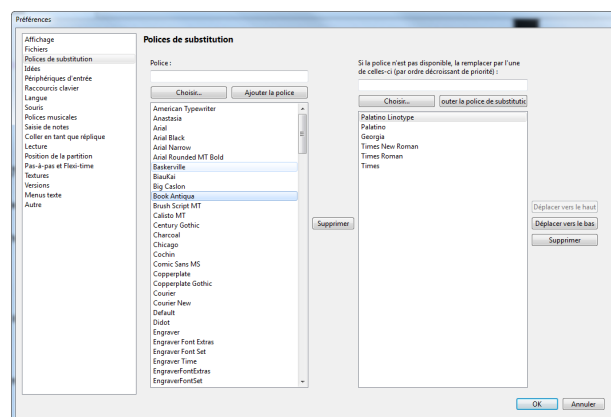 Préférences
Affichage
Fichiers
Polices de substitution
Idées
Périphériques d'entrée
Raccourcis clavier
Langue
Souris
Polices musicales
Saisie de notes
Coller en tant que réplique
Lecture
Position de la partition
Pas-à-pas et Flexi-time
Textures
Versions
Menus texte
Autre
Polices de substitution
Police :
Choisir...
Ajouter la police
American Typewriter
Anastasia
Arial
Arial Black
Arial Narrow
Arial Rounded MT Bold
Baskerville
BiauKai
Big Caslon
Book Antiqua
Brush Script MT
Calisto MT
Century Gothic
Charcoal
Chicago
Cochin
Comic Sans MS
Copperplate
Copperplate Gothic
Courier
Courier New
Default
Didot
Engraver
Engraver Font Extras
Engraver Font Set
Engraver Time
EngraverFontExtras
EngraverFontSet
Supprimer
Si la police n'est pas disponible, la remplacer par l'une
de celles-ci (par ordre décroissant de priorité) :
Choisir...
outer la police de substitutic
Palatino Linotype
Palatino
Georgia
Times New Roman
Times Roman
Times
Déplacer vers le haut
Déplacer vers le bas
Supprimer
OK
Annuler